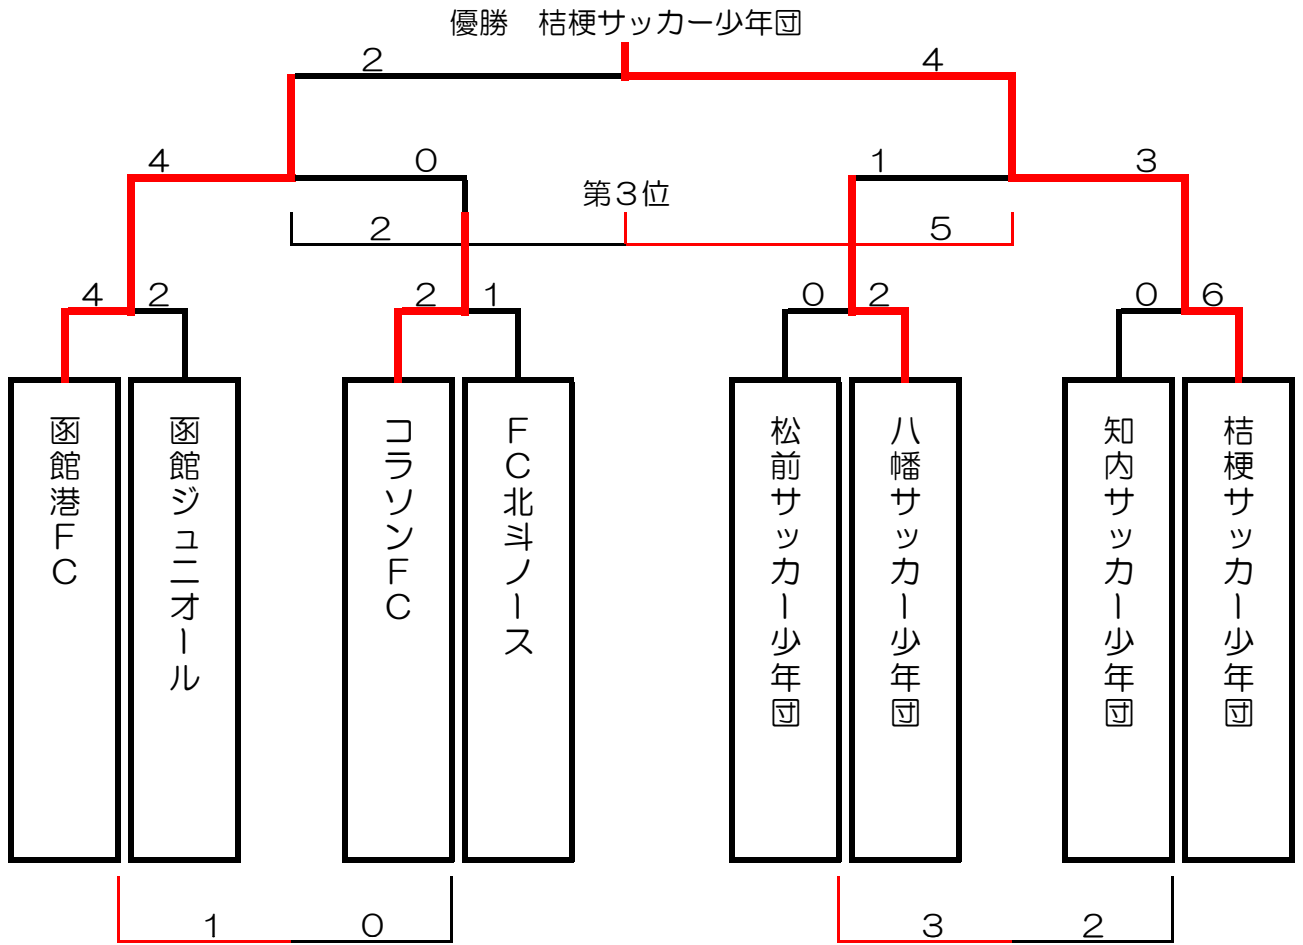 優勝　桔梗サッカー少年団
2 4
4 0 1 3
第３位
2 5
4 2 2 1 0 2 0 6
函館港ＦＣ
函館ジュニオール
コラソンＦＣ
ＦＣ北斗ノース
松前サッカー少年団
八幡サッカー少年団
知内サッカー少年団
桔梗サッカー少年団
1 0 3 2